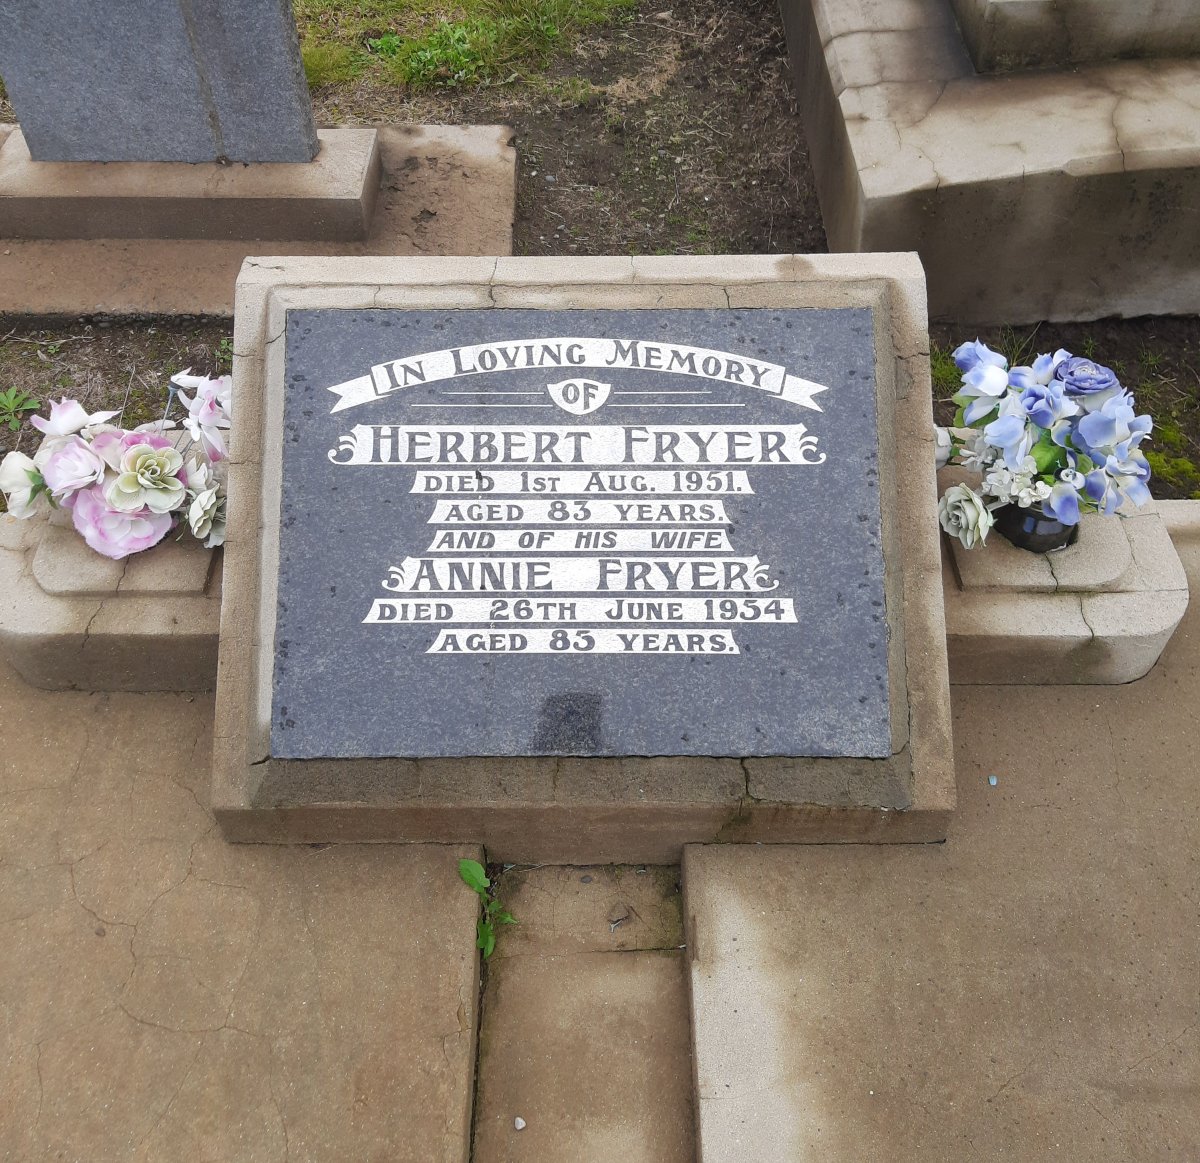 IN LOVING MEMORY
OF
HERBERT FRYER
DIED 1ST AUG. 1951.
AGED 83 YEARS.
AND OF HIS WIFE
ANNIE FRYER
DIED 26TH JUNE 1954
AGED 85 YEARS.